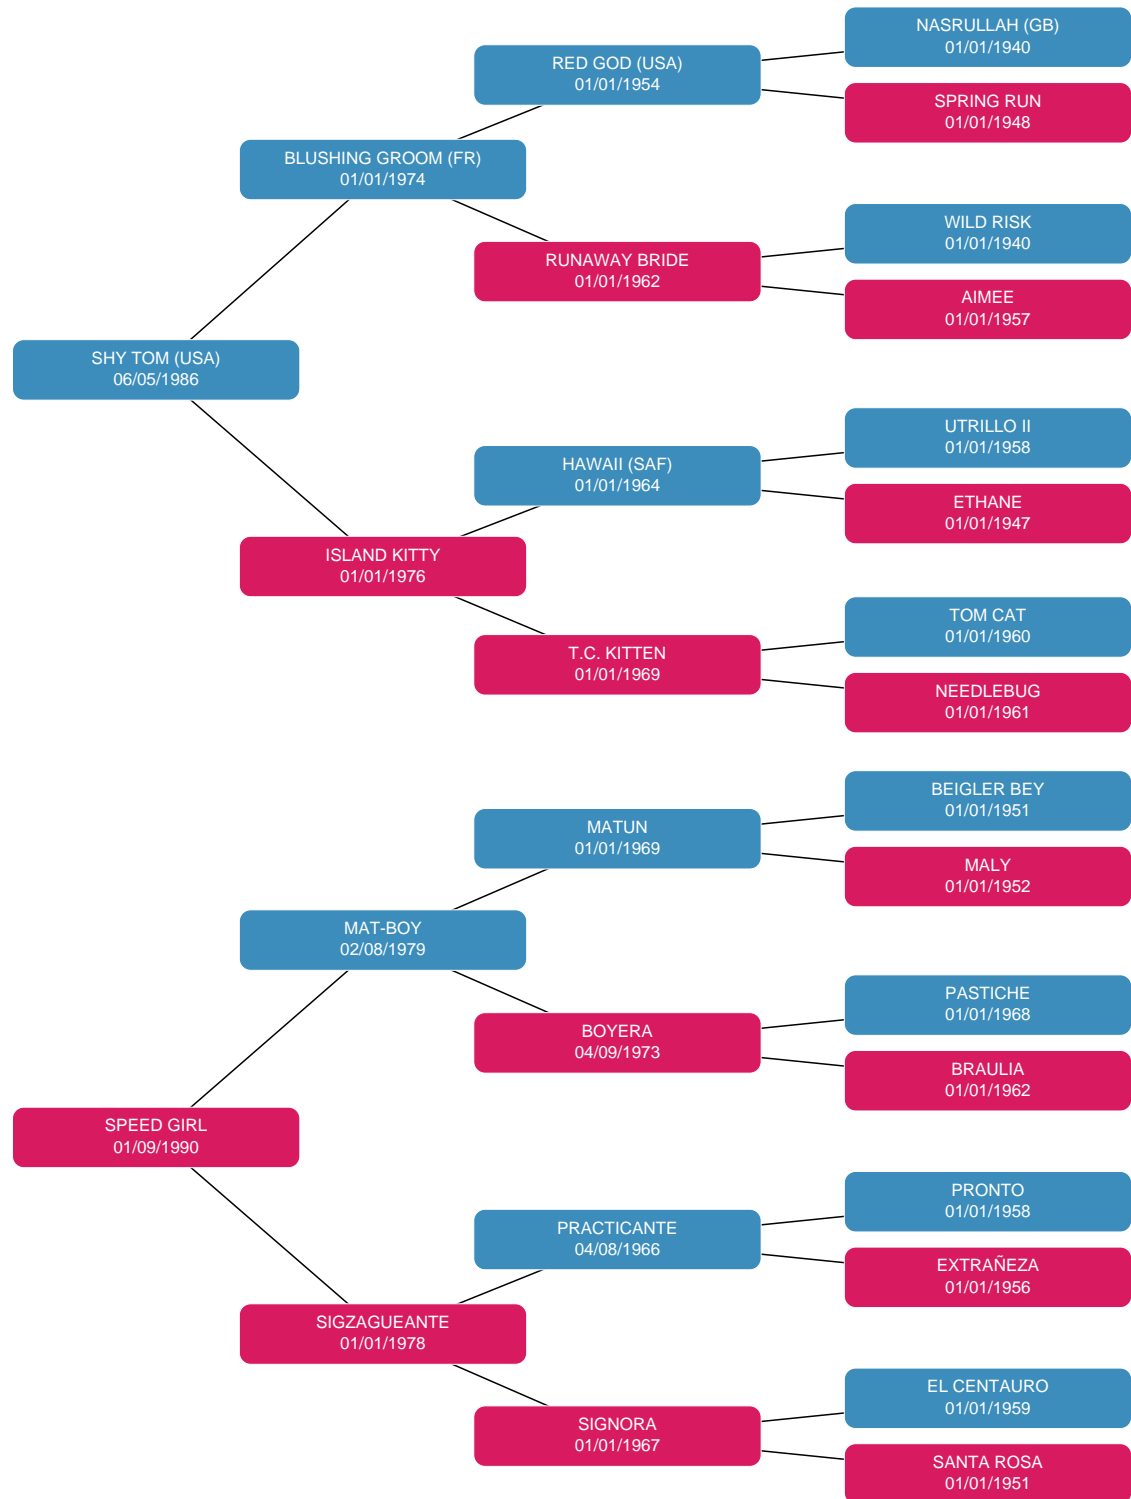 NASRULLAH (GB)
01/01/1940
RED GOD (USA)
01/01/1954
SPRING RUN
01/01/1948
BLUSHING GROOM (FR)
01/01/1974
WILD RISK
01/01/1940
RUNAWAY BRIDE
01/01/1962
AIMEE
01/01/1957
SHY TOM (USA)
06/05/1986
UTRILLO II
01/01/1958
HAWAII (SAF)
01/01/1964
ETHANE
01/01/1947
ISLAND KITTY
01/01/1976
TOM CAT
01/01/1960
T.C. KITTEN
01/01/1969
NEEDLEBUG
01/01/1961
BEIGLER BEY
01/01/1951
MATUN
01/01/1969
MALY
01/01/1952
MAT-BOY
02/08/1979
PASTICHE
01/01/1968
BOYERA
04/09/1973
BRAULIA
01/01/1962
SPEED GIRL
01/09/1990
PRONTO
01/01/1958
PRACTICANTE
04/08/1966
EXTRAÑEZA
01/01/1956
SIGZAGUEANTE
01/01/1978
EL CENTAURO
01/01/1959
SIGNORA
01/01/1967
SANTA ROSA
01/01/1951